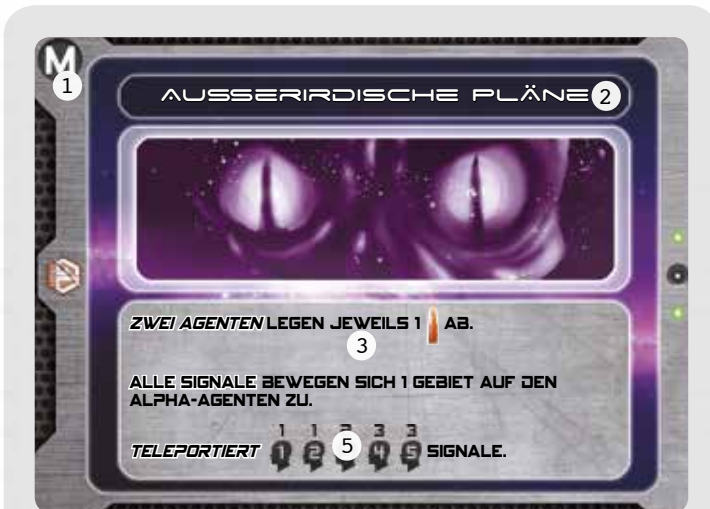 M
1
AUSSERIRDISCHE PLÄNE 2
ZWEI AGENTEN LEGEN JEWEILS 1 AB.
3
ALLE SIGNALE BEWEGEN SICH 1 GEBIET AUF DEN
ALPHA-AGENTEN ZU.
1 1 3 3
TELEPORTIERT 1 2 5 4 5 SIGNALE.